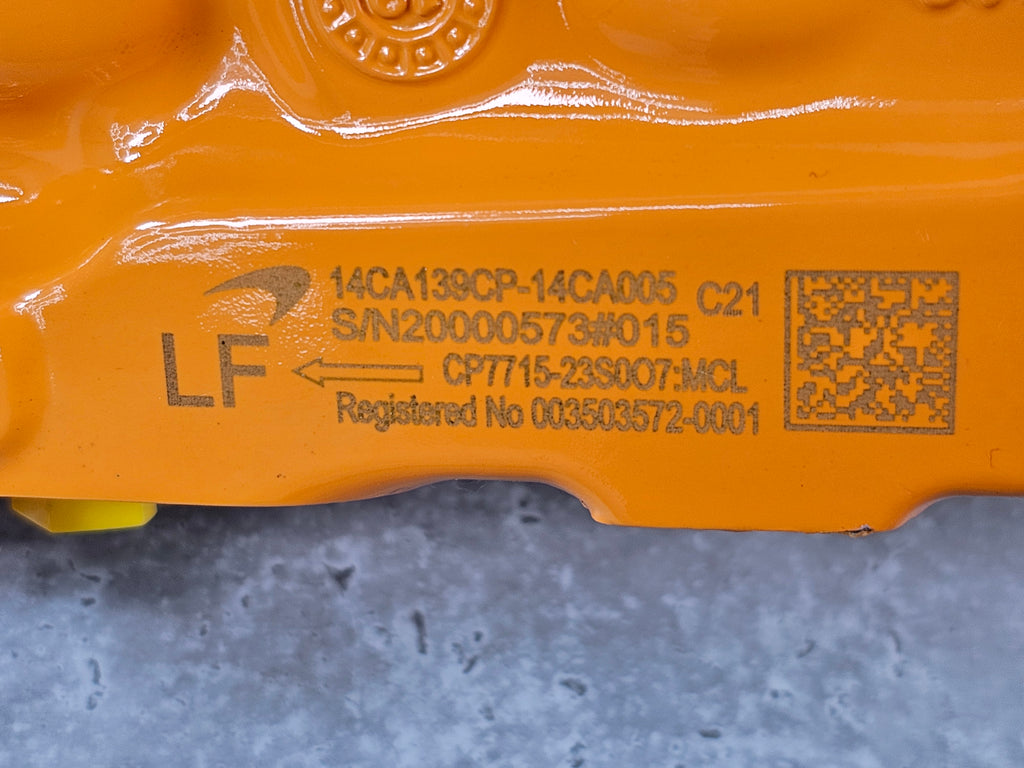 14CA139CP-14CA005 C21
S/N20000573#015
LF
CP7715-23S0O7:MCL
Registered No 003503572-0001